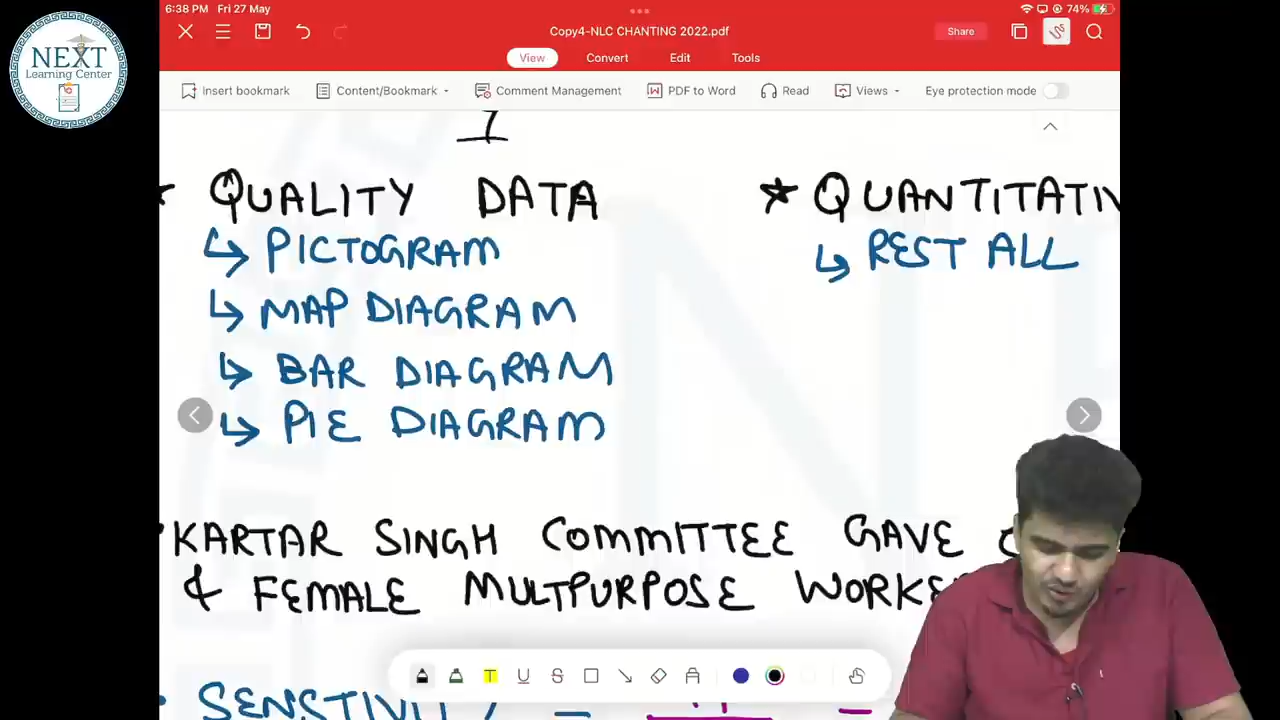 NEXT
Learning Center
6:38 PM Fri 27 May
74%
Copy4-NLC CHANTING 2022.pdf
Share
View Convert Edit Tools
Insert bookmark Content/Bookmark Comment Management PDF to Word Read Views Eye protection mode
QUALITY DATA
PICTOGRAM
MAP DIAGRAM
BAR DIAGRAM
PIE DIAGRAM
QUANTITATIV
REST ALL
KARTAR SINGH COMMITTEE GAVE
& FEMALE MULTPURPOSE WORKE
SENSTIVITY =